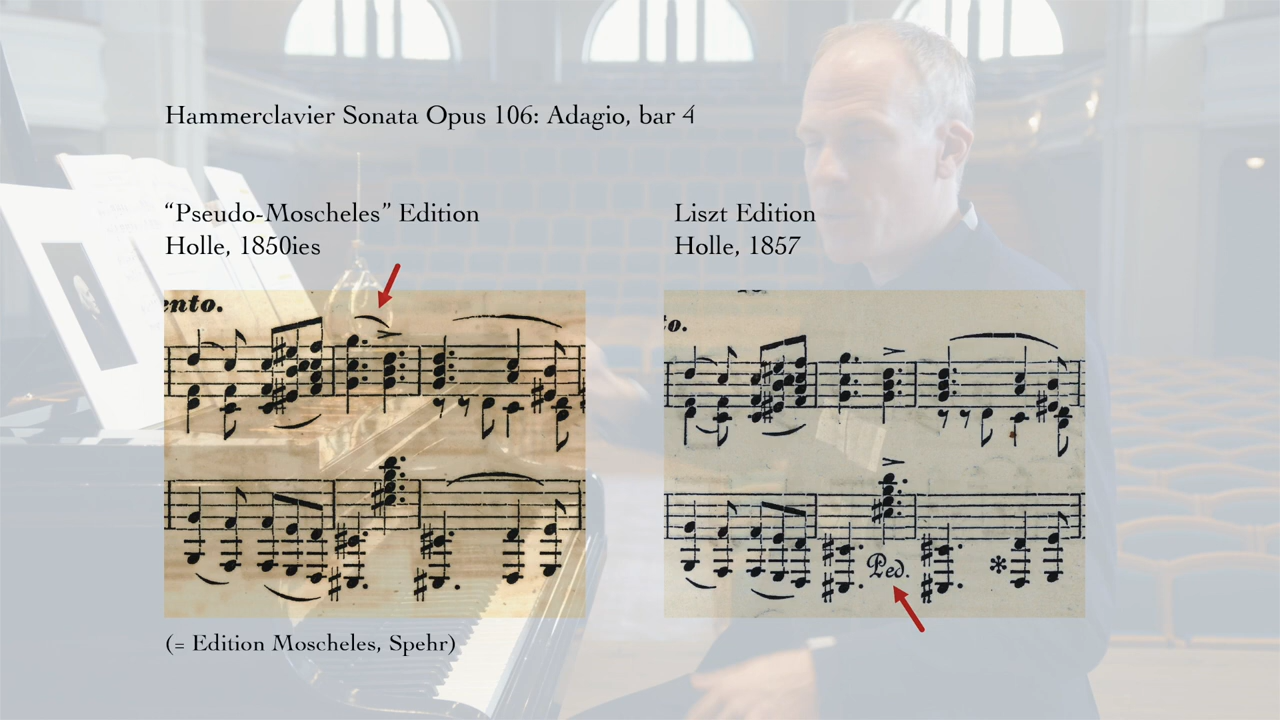 Hammerclavier Sonata Opus 106: Adagio, bar 4
“Pseudo-Moscheles” Edition
Holle, 1850ies
Liszt Edition
Holle, 1857
ento.
to.
Ped.
(= Edition Moscheles, Spehr)